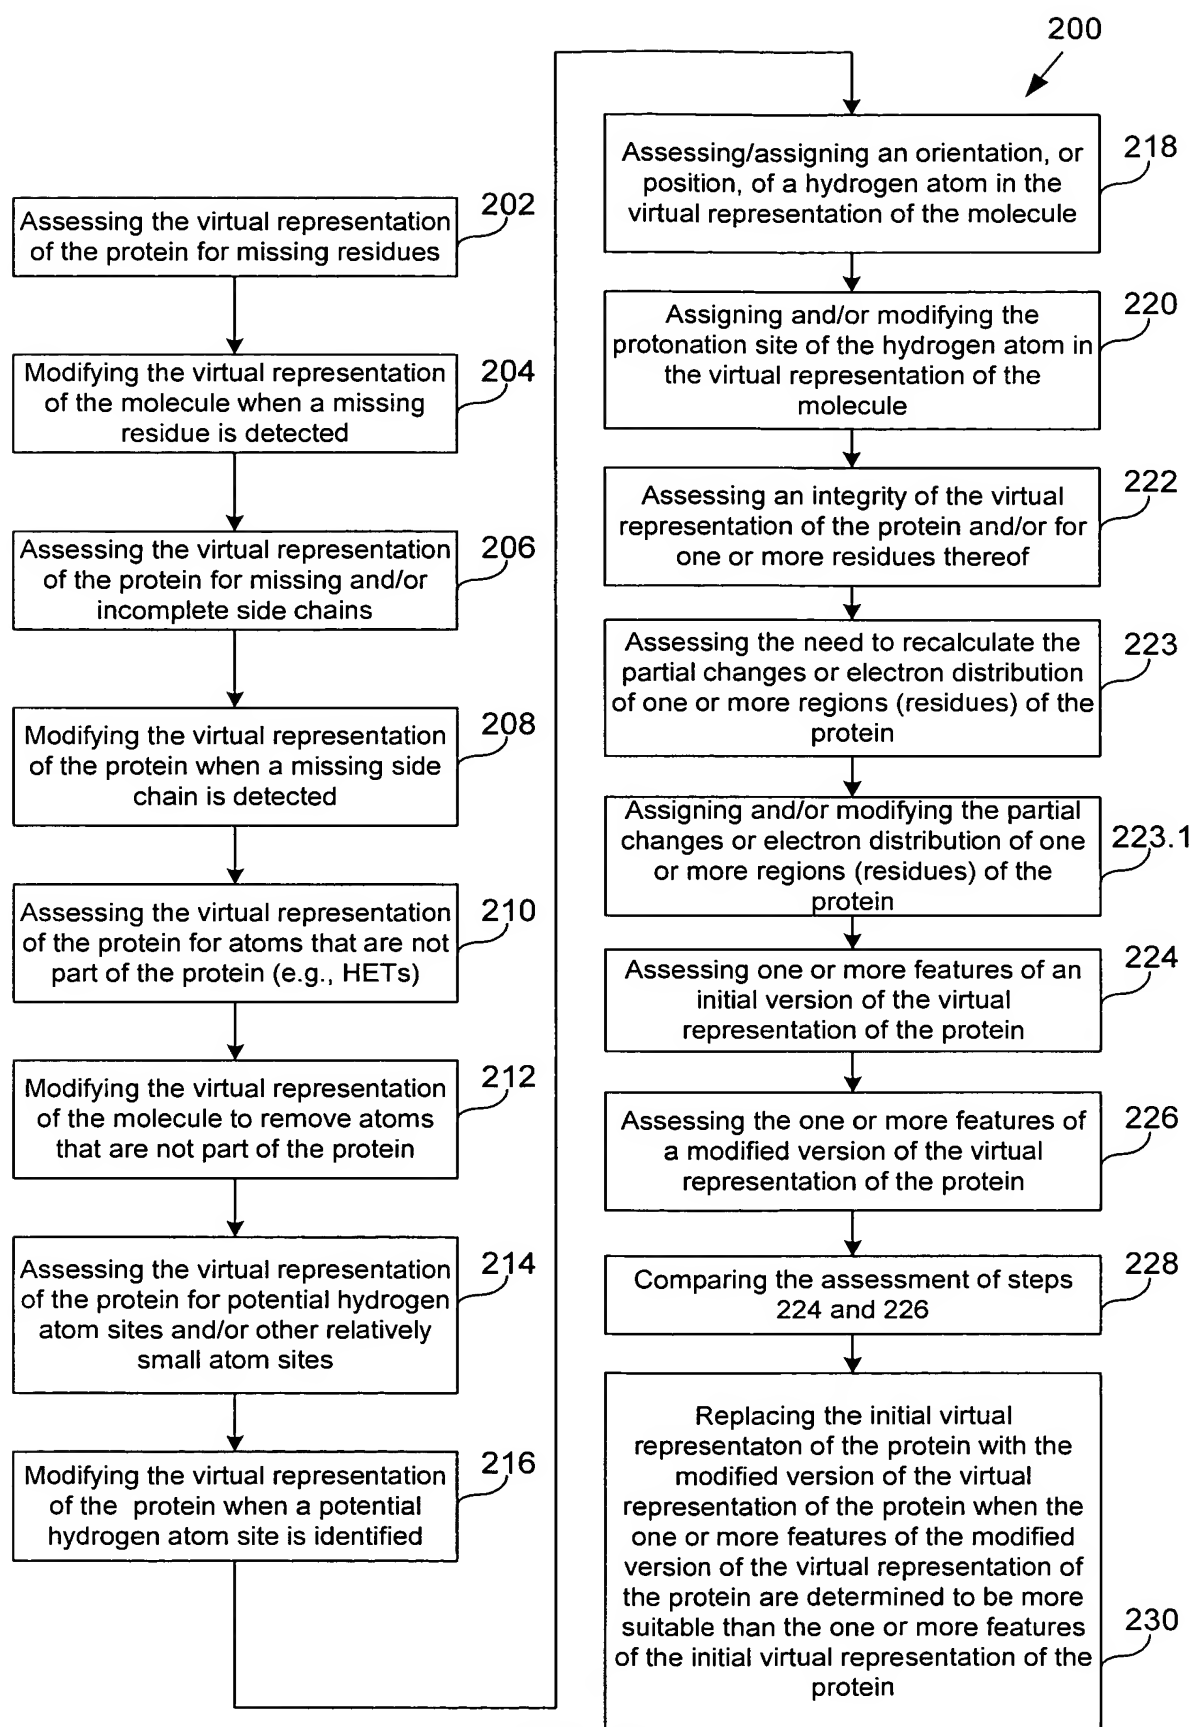 200
Assessing the virtual representation
of the protein for missing residues
202
Modifying the virtual representation
of the molecule when a missing
residue is detected
204
Assessing the virtual representation
of the protein for missing and/or
incomplete side chains
206
Modifying the virtual representation
of the protein when a missing side
chain is detected
208
Assessing the virtual representation
of the protein for atoms that are not
part of the protein (e.g., HETs)
210
Modifying the virtual representation
of the molecule to remove atoms
that are not part of the protein
212
Assessing the virtual representation
of the protein for potential hydrogen
atom sites and/or other relatively
small atom sites
214
Modifying the virtual representation
of the protein when a potential
hydrogen atom site is identified
216
Assessing/assigning an orientation, or
position, of a hydrogen atom in the
virtual representation of the molecule
218
Assigning and/or modifying the
protonation site of the hydrogen atom in
the virtual representation of the
molecule
220
Assessing an integrity of the virtual
representation of the protein and/or for
one or more residues thereof
222
Assessing the need to recalculate the
partial changes or electron distribution
of one or more regions (residues) of the
protein
223
Assigning and/or modifying the partial
changes or electron distribution of one
or more regions (residues) of the
protein
223.1
Assessing one or more features of an
initial version of the virtual
representation of the protein
224
Assessing the one or more features of
a modified version of the virtual
representation of the protein
226
Comparing the assessment of steps
224 and 226
228
Replacing the initial virtual
representaton of the protein with the
modified version of the virtual
representation of the protein when the
one or more features of the modified
version of the virtual representation of
the protein are determined to be more
suitable than the one or more features
of the initial virtual representation of the
protein
230